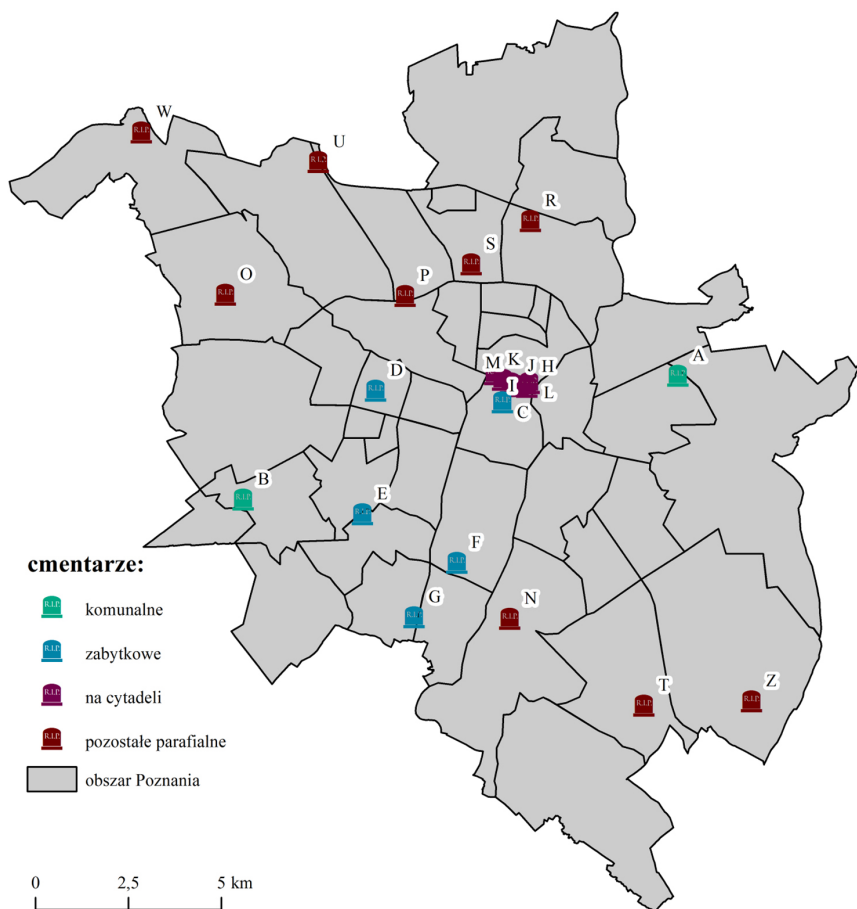 W
R.I.P.
U
R.I.P.
R
R.I.P.
S
R.I.P.
O
R.I.P.
P
R.I.P.
M K J H
A
R.I.P.
D
R.I.P.
I
L
R.I.P.
C
B
R.I.P.
E
R.I.P.
F
R.I.P.
G
R.I.P.
N
R.I.P.
T
R.I.P.
Z
R.I.P.
cmentarze:
R.I.P. komunalne
R.I.P. zabytkowe
R.I.P. na cytadeli
R.I.P. pozostałe parafialne
obszar Poznania
0 2,5 5 km